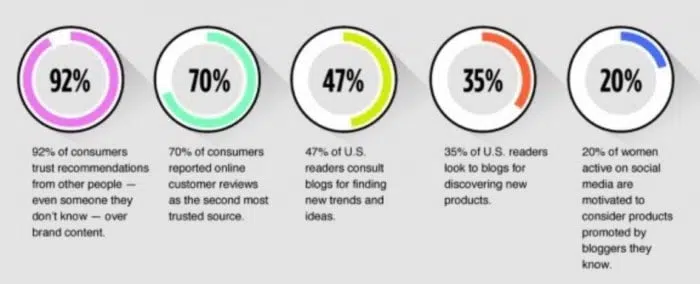 92%
92% of consumers
trust recommendations
from other people —
even someone they
don't know — over
brand content.
70%
70% of consumers
reported online
customer reviews
as the second most
trusted source.
47%
47% of U.S.
readers consult
blogs for finding
new trends and
ideas.
35%
35% of U.S. readers
look to blogs for
discovering new
products.
20%
20% of women
active on social
media are
motivated to
consider products
promoted by
bloggers they
know.